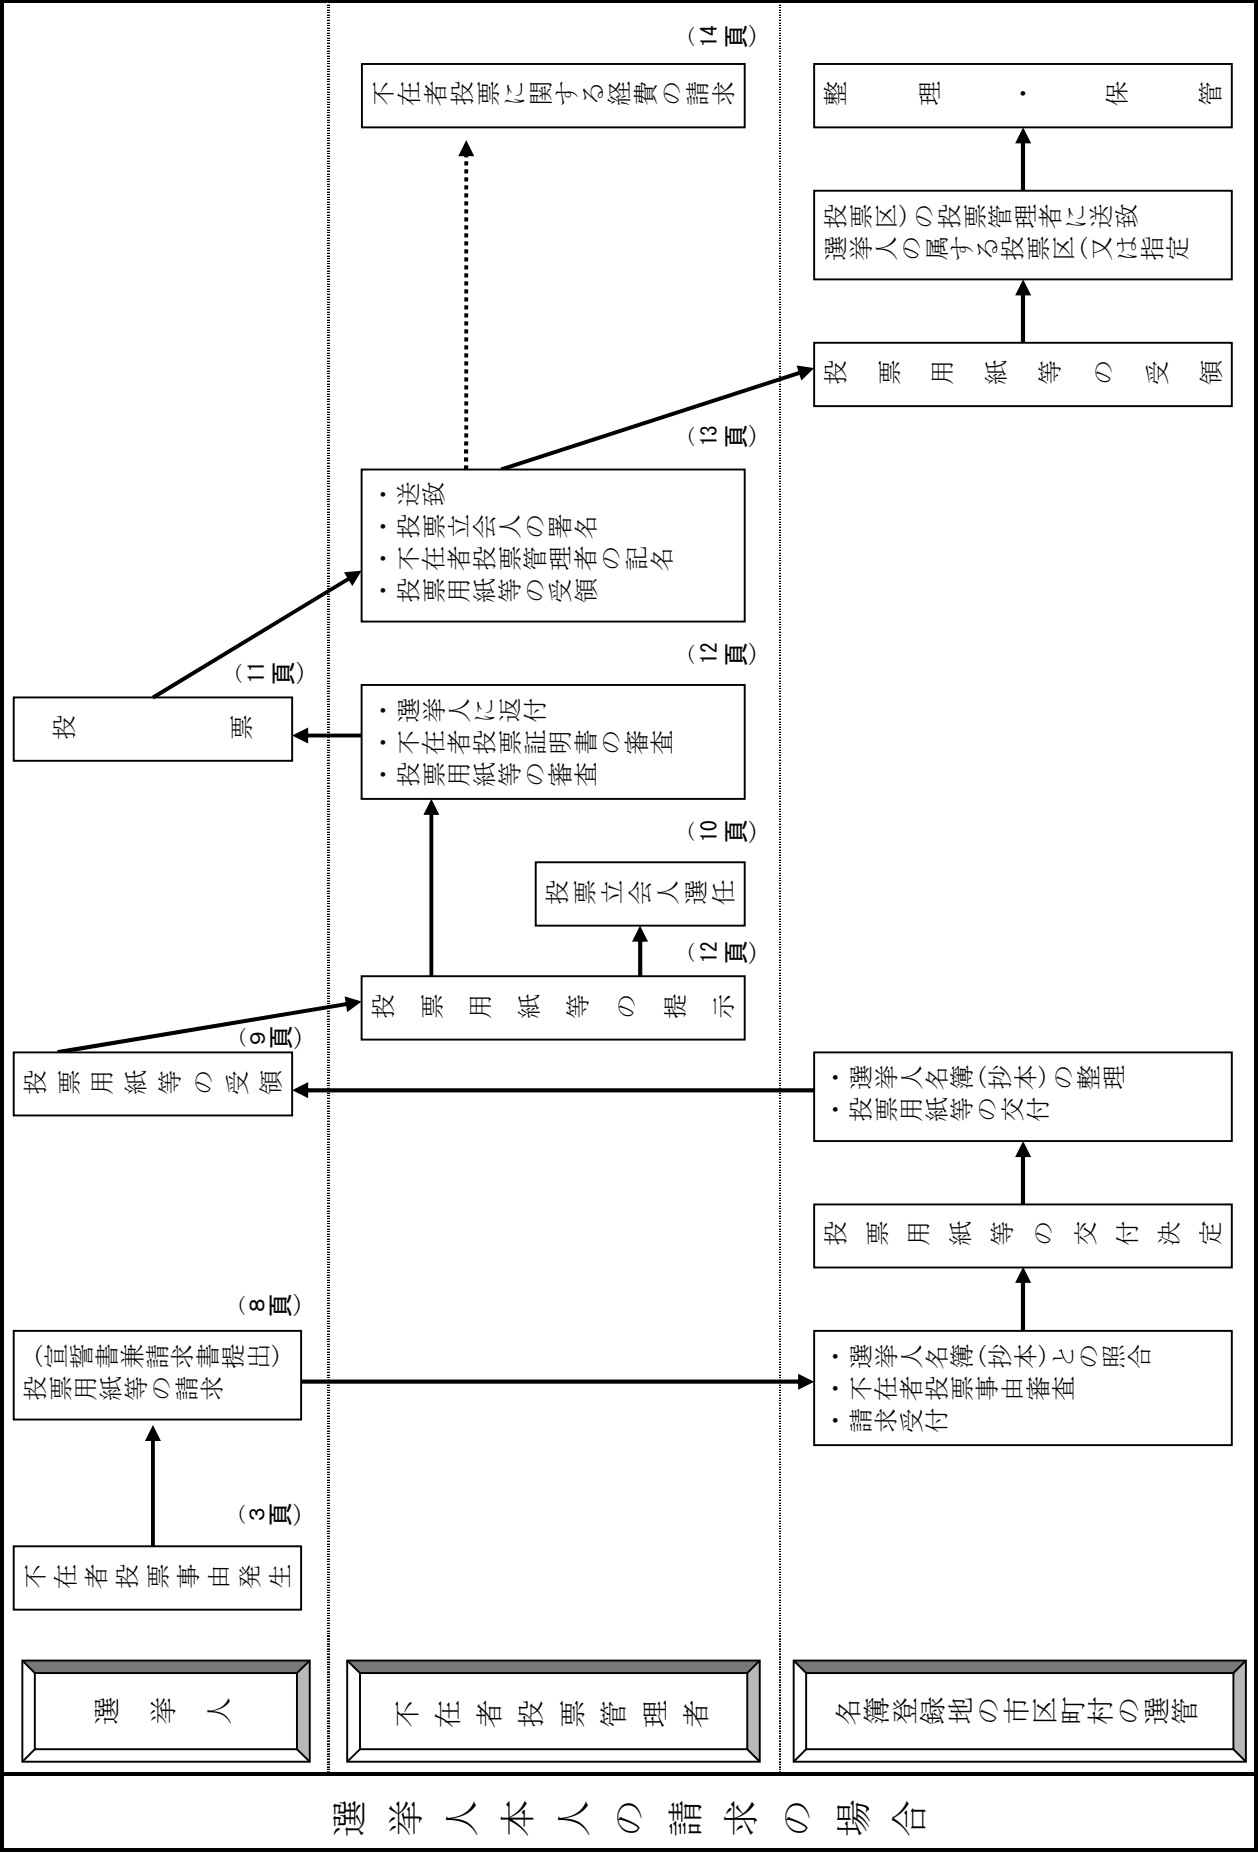 選挙人本人の請求の場合
選挙人
不在者投票事由発生
(3頁)
投票用紙等の請求
(宣誓書兼請求書提出)
(8頁)
投票用紙等の受領
(9頁)
投票
(11頁)
不在者投票管理者
投票用紙等の提示
(12頁)
投票立会人選任
(10頁)
・投票用紙等の審査
・不在者投票証明書の審査
・選挙人に返付
(12頁)
・投票用紙等の受領
・不在者投票管理者の記名
・投票立会人の署名
・送致
(13頁)
不在者投票に関する経費の請求
(14頁)
名簿登録地の市区町村の選管
・請求受付
・不在者投票事由審査
・選挙人名簿(抄本)との照合
投票用紙等の交付決定
・投票用紙等の交付
・選挙人名簿(抄本)の整理
投票用紙等の受領
選挙人の属する投票区(又は指定
投票区)の投票管理者に送致
整理・保管